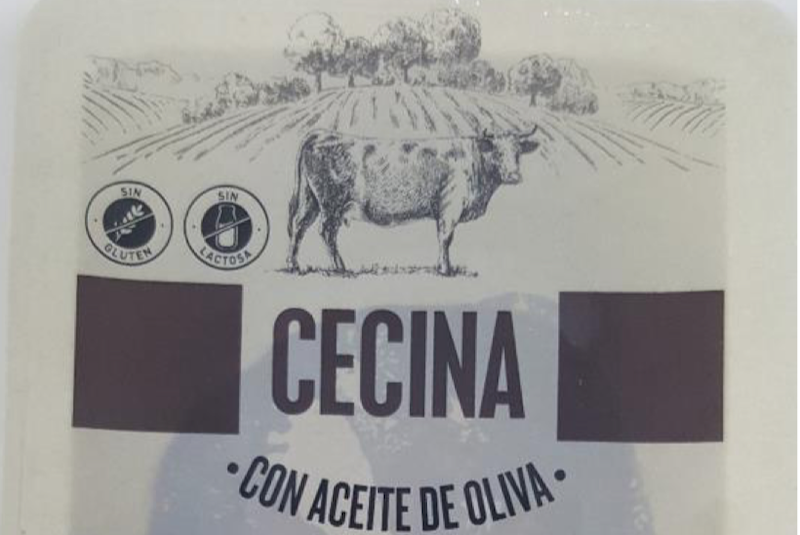 SIN
GLUTEN
SIN
LACTOSA
CECINA
• CON ACEITE DE OLIVA •